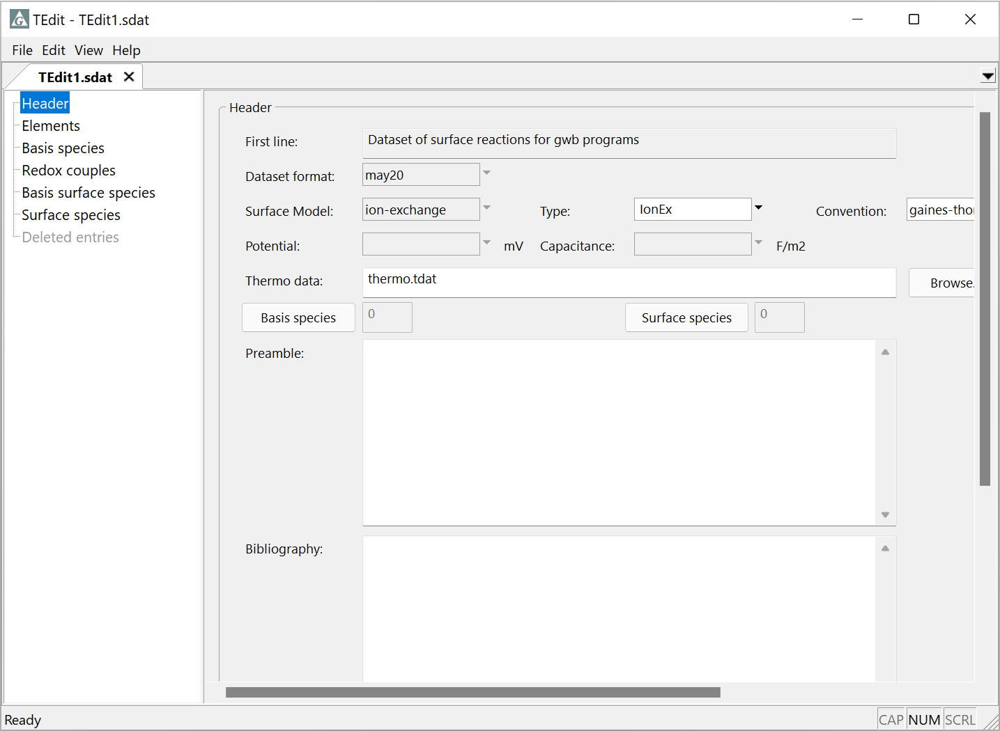 TEdit - TEdit1.sdat
File Edit View Help
TEdit1.sdat
Header
Elements
Basis species
Redox couples
Basis surface species
Surface species
Deleted entries
Header
First line: Dataset of surface reactions for gwb programs
Dataset format: may20
Surface Model: ion-exchange Type: IonEx Convention: gaines-tho
Potential: mV Capacitance: F/m2
Thermo data: thermo.tdat Browse.
Basis species 0 Surface species 0
Preamble:
Bibliography:
Ready CAP NUM SCRL